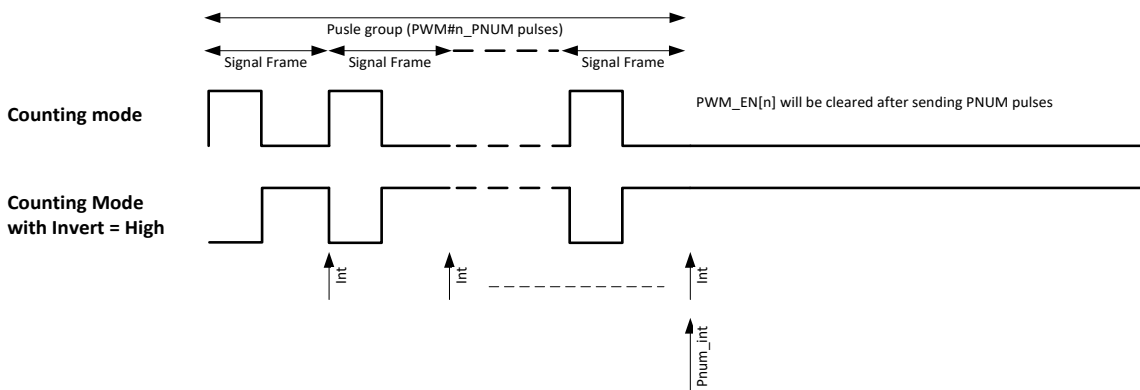 Pusle group (PWM#n_PNUM pulses)
Signal Frame
Signal Frame
Signal Frame
Counting mode
PWM_EN[n] will be cleared after sending PNUM pulses
Counting Mode
with Invert = High
Int
Int
Int
Pnum_int